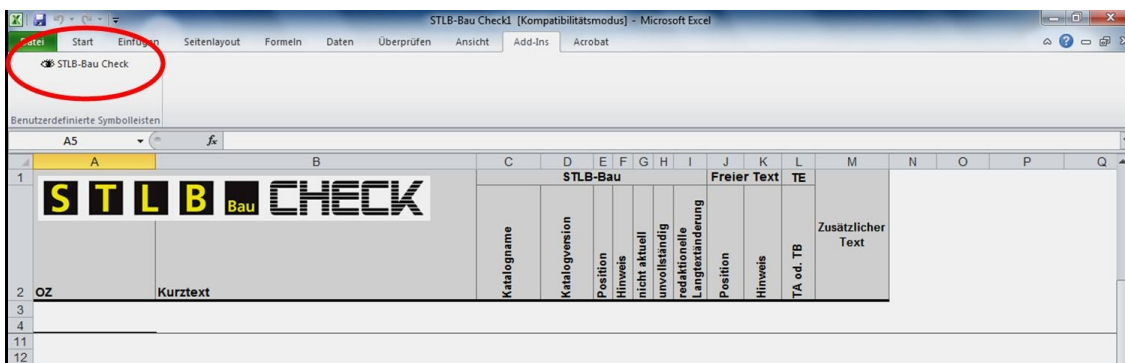 STLB-Bau Check1 [Kompatibilitätsmodus] - Microsoft Excel
Datei Start Einfügen Seitenlayout Formeln Daten Überprüfen Ansicht Add-Ins Acrobat
STLB-Bau Check
Benutzerdefinierte Symbolleisten
A5 fx
A B C D E F G H I J K L M N O P Q
1 STLB-Bau Freier Text TE
STLB Bau CHECK
Zusätzlicher
Text
2 OZ Kurztext
Katalogname
Katalogversion
Position
Hinweis
nicht aktuell
unvollständig
redaktionelle
Langtextänderung
Position
Hinweis
TA od. TB
3
4
11
12